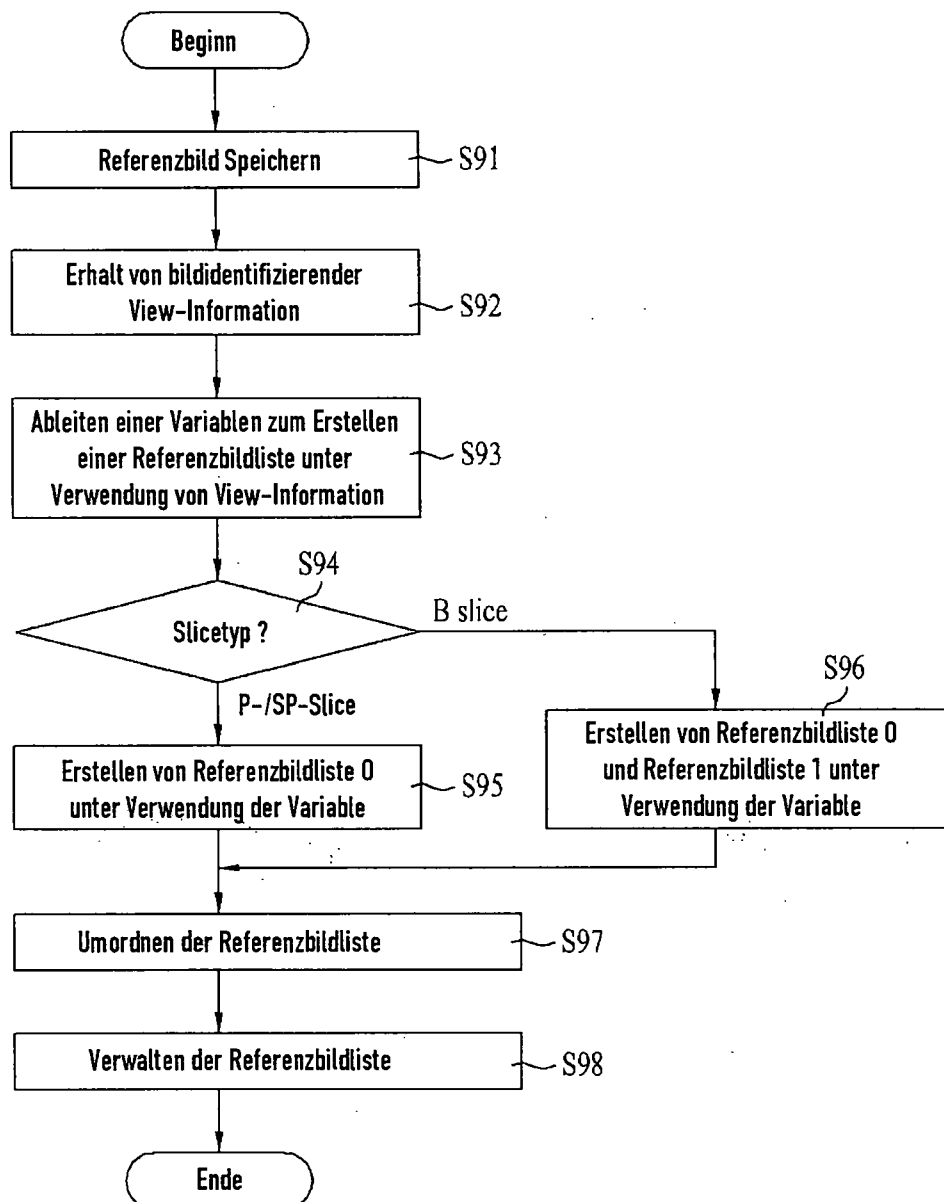 Beginn
Referenzbild Speichern
S91
Erhalt von bildidentifizierender
View-Information
S92
Ableiten einer Variablen zum Erstellen
einer Referenzbildliste unter
Verwendung von View-Information
S93
S94
Slicetyp ?
B slice
P-/SP-Slice
S96
Erstellen von Referenzbildliste 0
unter Verwendung der Variable
S95
Erstellen von Referenzbildliste 0
und Referenzbildliste 1 unter
Verwendung der Variable
Umordnen der Referenzbildliste
S97
Verwalten der Referenzbildliste
S98
Ende